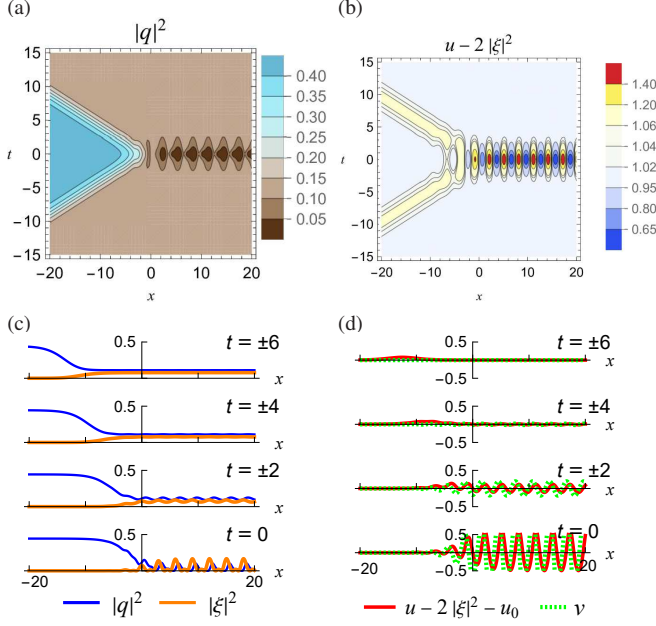 (a)
|q|²
15
10
5
t 0
−5
−10
−15
−20 −10 0 10 20
x
0.40
0.35
0.30
0.25
0.20
0.15
0.10
0.05
(b)
u − 2 |ξ|²
15
10
5
t 0
−5
−10
−15
−20 −10 0 10 20
x
1.40
1.20
1.06
1.04
1.02
0.95
0.80
0.65
(c)
0.5 t = ±6
x
0.5 t = ±4
x
0.5 t = ±2
x
0.5 t = 0
x
−20 20
|q|² |ξ|²
(d)
0.5 t = ±6
−0.5 x
0.5 t = ±4
−0.5 x
0.5 t = ±2
−0.5 x
0.5 t = 0
x
−20 −0.5 20
u − 2 |ξ|² − u₀ v